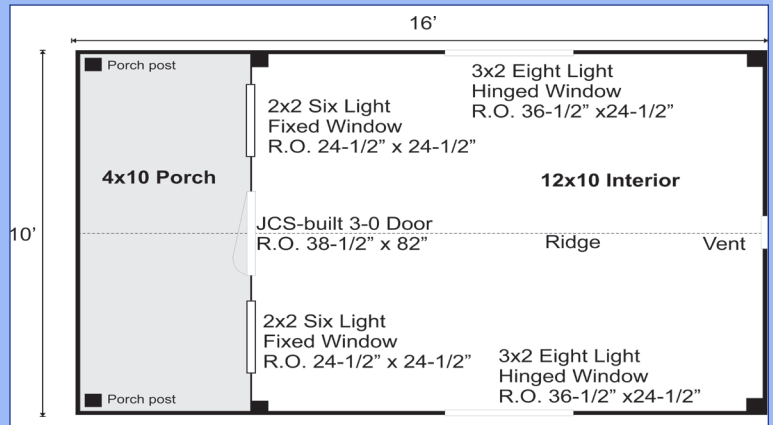 16’
Porch post
3x2 Eight Light
Hinged Window
R.O. 36-1/2” x24-1/2”
2x2 Six Light
Fixed Window
R.O. 24-1/2” x 24-1/2”
4x10 Porch
12x10 Interior
10’
JCS-built 3-0 Door
R.O. 38-1/2” x 82”
Ridge
Vent
2x2 Six Light
Fixed Window
R.O. 24-1/2” x 24-1/2”
3x2 Eight Light
Hinged Window
R.O. 36-1/2” x24-1/2”
Porch post